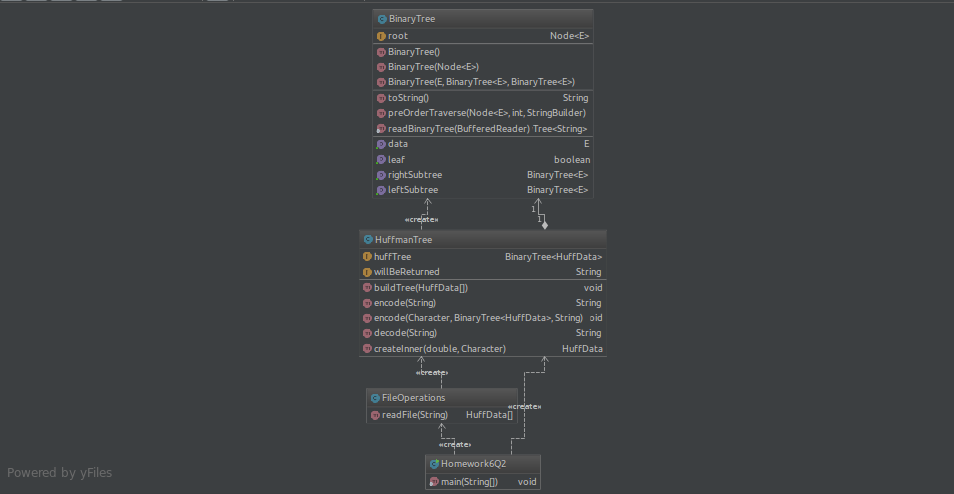 BinaryTree
root Node<E>
BinaryTree()
BinaryTree(Node<E>)
BinaryTree(E, BinaryTree<E>, BinaryTree<E>)
toString() String
preOrderTraverse(Node<E>, int, StringBuilder)
readBinaryTree(BufferedReader) Tree<String>
data E
leaf boolean
rightSubtree BinaryTree<E>
leftSubtree BinaryTree<E>
1
«create» 1
HuffmanTree
huffTree BinaryTree<HuffData>
willBeReturned String
buildTree(HuffData[]) void
encode(String) String
encode(Character, BinaryTree<HuffData>, String) oid
decode(String) String
createInner(double, Character) HuffData
«create»
FileOperations
«create»
readFile(String) HuffData[]
«create»
Homework6Q2
main(String[]) void
Powered by yFiles